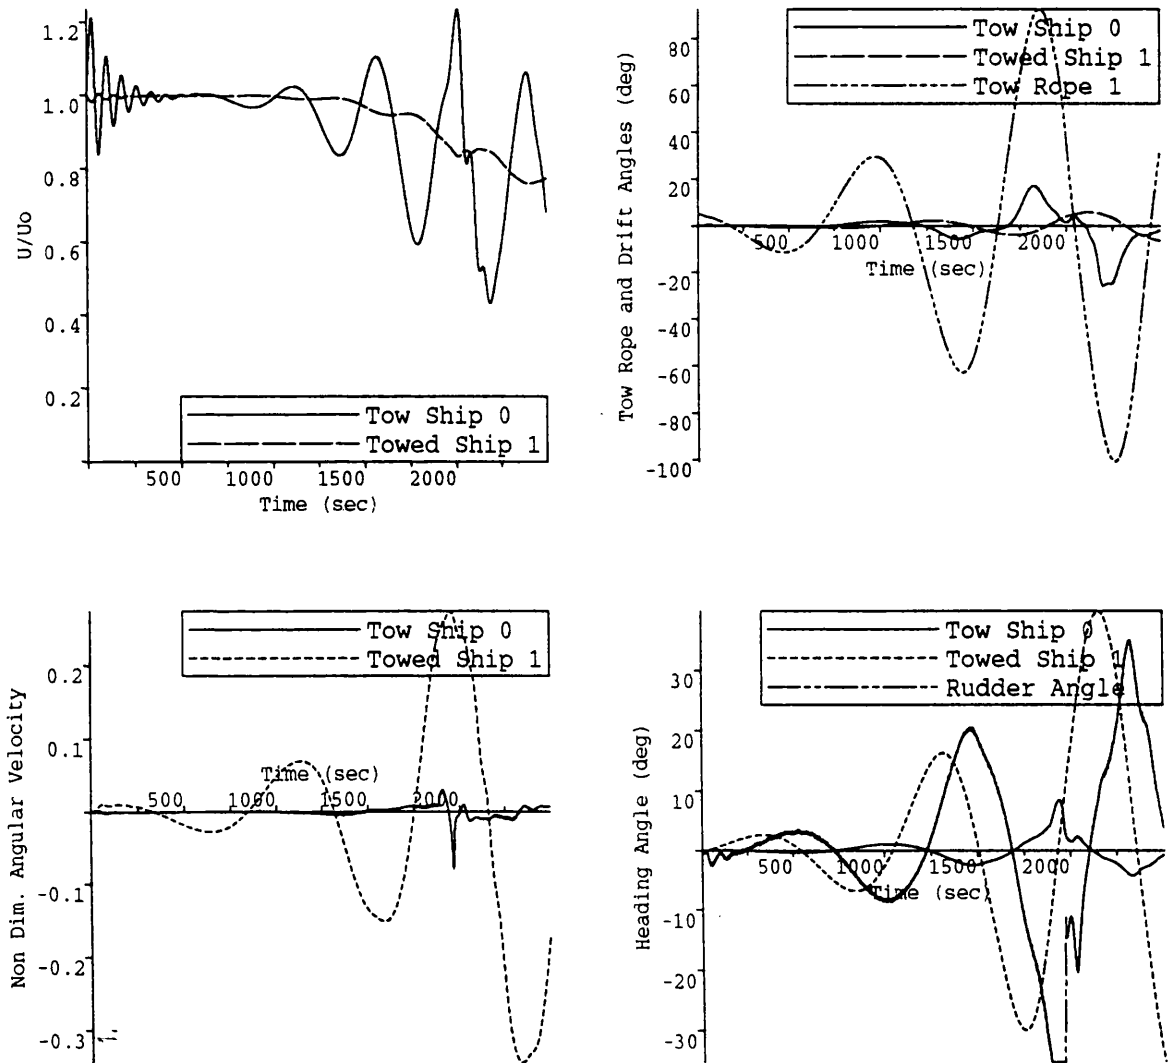 1.2
1.0
0.8
0.6
0.4
0.2
U/Uo
Tow Ship 0
Towed Ship 1
500 1000 1500 2000
Time (sec)
Tow Ship 0
Towed Ship 1
Tow Rope 1
80
60
40
20
-20
-40
-60
-80
-100
Tow Rope and Drift Angles (deg)
500 1000 1500 2000
Time (sec)
Tow Ship 0
Towed Ship 1
0.2
0.1
-0.1
-0.2
-0.3
Non Dim. Angular Velocity
Time (sec)
500 1000 1500 2000
Tow Ship 0
Towed Ship 1
Rudder Angle
30
20
10
-10
-20
-30
Heading Angle (deg)
500 1000 1500 2000
Time (sec)